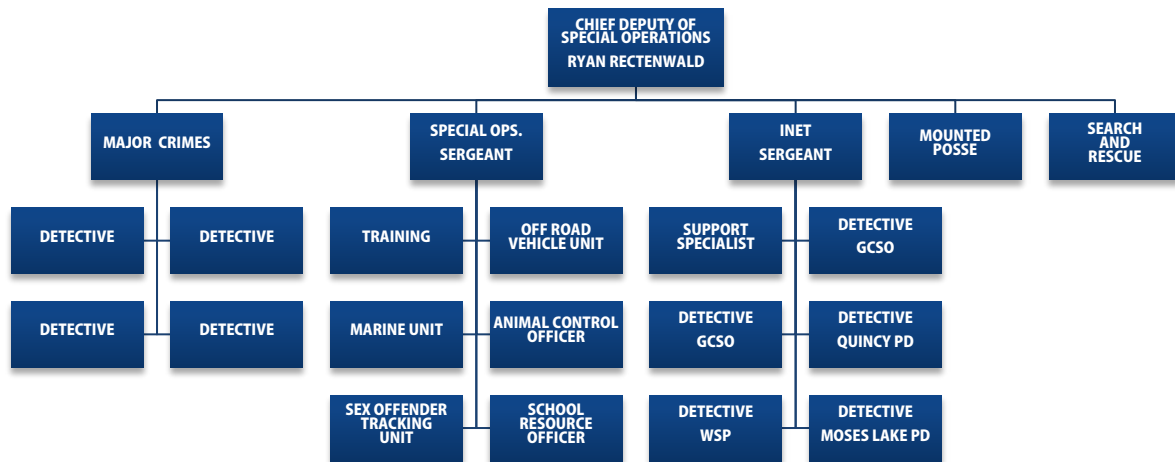 CHIEF DEPUTY OF
SPECIAL OPERATIONS
RYAN RECTENWALD
MAJOR CRIMES
SPECIAL OPS.
SERGEANT
INET
SERGEANT
MOUNTED
POSSE
SEARCH
AND
RESCUE
DETECTIVE
DETECTIVE
TRAINING
OFF ROAD
VEHICLE UNIT
SUPPORT
SPECIALIST
DETECTIVE
GCSO
DETECTIVE
DETECTIVE
MARINE UNIT
ANIMAL CONTROL
OFFICER
DETECTIVE
GCSO
DETECTIVE
QUINCY PD
SEX OFFENDER
TRACKING
UNIT
SCHOOL
RESOURCE
OFFICER
DETECTIVE
WSP
DETECTIVE
MOSES LAKE PD